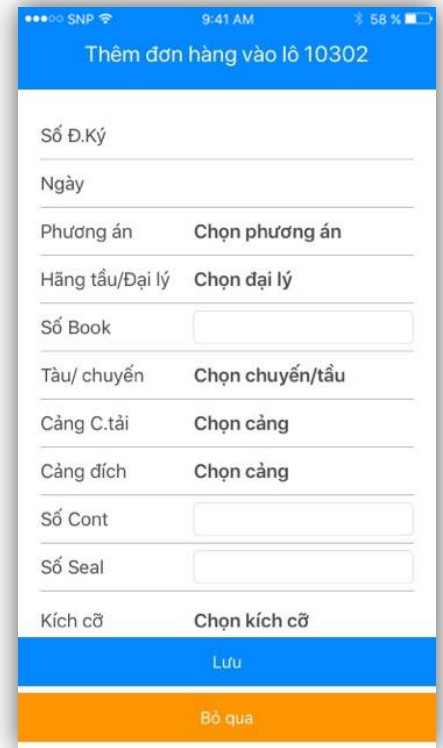 SNP 9:41 AM 58 %
Thêm đơn hàng vào lô 10302
Số Đ.Ký
Ngày
Phương án Chọn phương án
Hãng tầu/Đại lý Chọn đại lý
Số Book
Tàu/ chuyến Chọn chuyến/tầu
Cảng C.tải Chọn cảng
Cảng đích Chọn cảng
Số Cont
Số Seal
Kích cỡ Chọn kích cỡ
Lưu
Bỏ qua